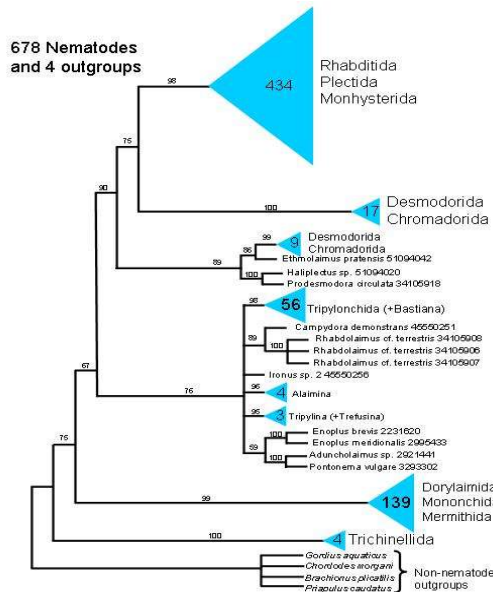 678 Nematodes
and 4 outgroups
98
434
Rhabditida
Plectida
Monhysterida
75
100
17
Desmodorida
Chromadorida
90
99
9
Desmodorida
Chromadorida
86
Ethmolaimus pratensis 51094042
89
Haliplectus sp. 51094020
100
Prodesmodora circulata 34105918
98
56
Tripylonchida (+Bastiana)
Campydora demonstrans 45550251
89
Rhabdolaimus cf. terrestris 34105908
100
Rhabdolaimus cf. terrestris 34105906
Rhabdolaimus cf. terrestris 34105907
67
Ironus sp. 2 45550256
76
96
4
Alaimina
95
3
Tripylina (+Trefusina)
Enoplus brevis 2231620
100
Enoplus meridionalis 2995433
59
Aduncholaimus sp. 2921441
100
Pontonema vulgare 3293302
75
99
139
Dorylaimida
Mononchida
Mermithida
100
4
Trichinellida
Gordius aquaticus
Chordodes morgani
Brachionus plicatilis
Priapulus caudatus
Non-nematode
outgroups